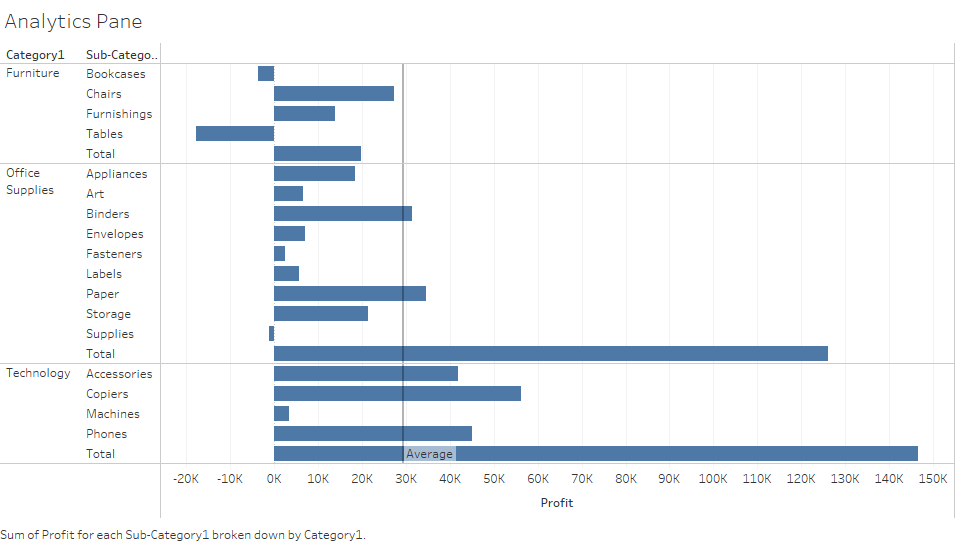 Analytics Pane
Category1 Sub-Catego..
Furniture Bookcases
Chairs
Furnishings
Tables
Total
Office Supplies Appliances
Art
Binders
Envelopes
Fasteners
Labels
Paper
Storage
Supplies
Total
Technology Accessories
Copiers
Machines
Phones
Total Average
-20K -10K 0K 10K 20K 30K 40K 50K 60K 70K 80K 90K 100K 110K 120K 130K 140K 150K
Profit
Sum of Profit for each Sub-Category1 broken down by Category1.